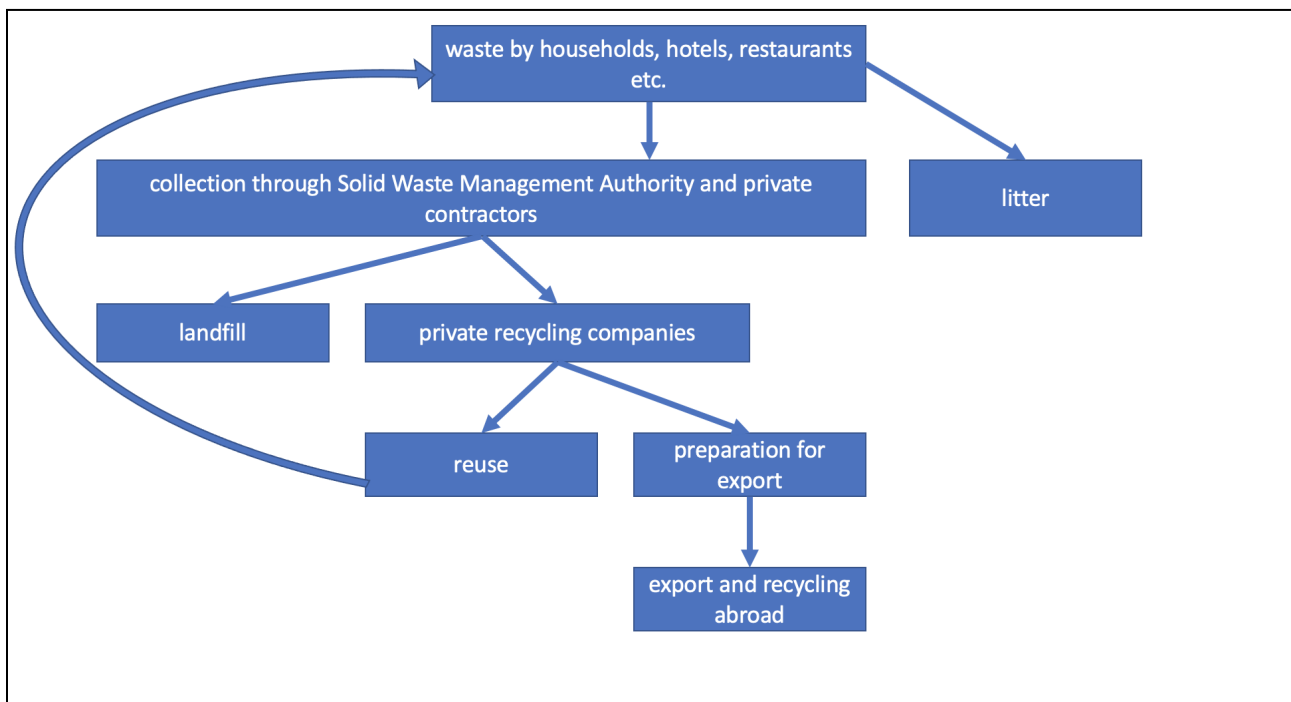 waste by households, hotels, restaurants
etc.
collection through Solid Waste Management Authority and private
contractors
litter
landfill
private recycling companies
reuse
preparation for
export
export and recycling
abroad